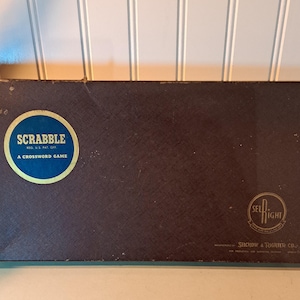 SCRABBLE
REG. U.S. PAT. OFF.
A CROSSWORD GAME
SELRIGHT
SELCHOW & RIGHTER CO.